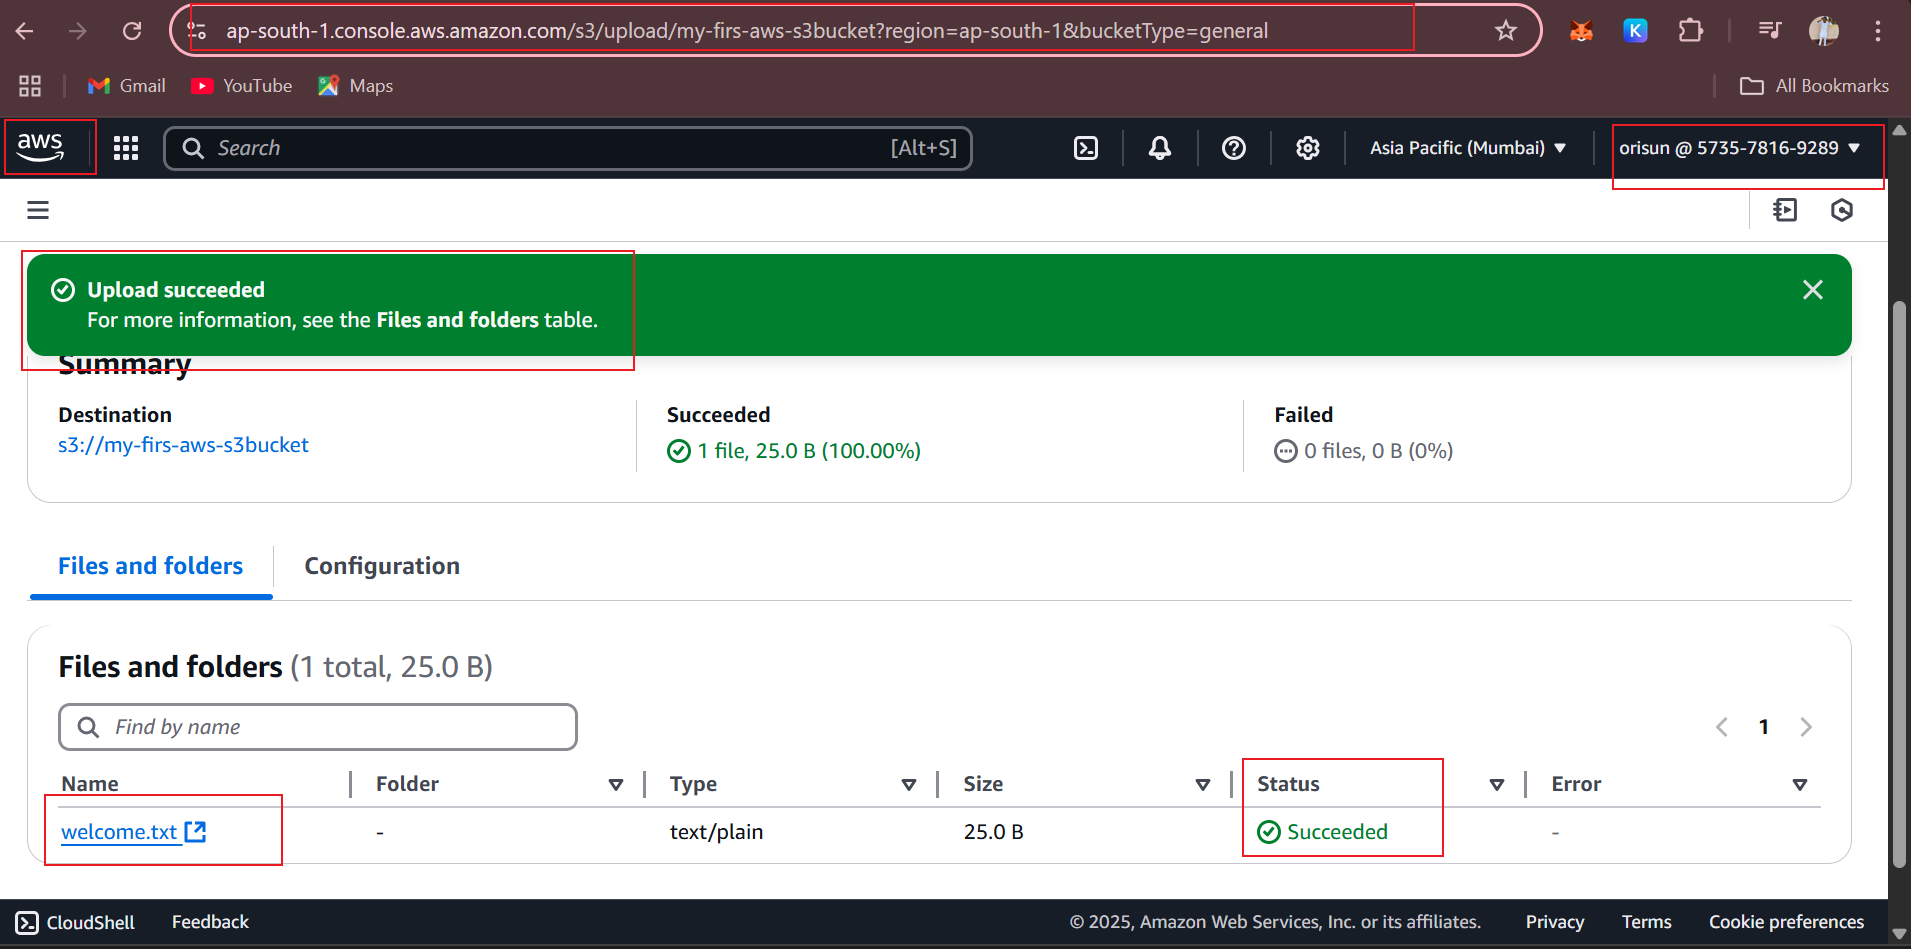 ap-south-1.console.aws.amazon.com/s3/upload/my-firs-aws-s3bucket?region=ap-south-1&bucketType=general
K
Gmail YouTube Maps All Bookmarks
aws Search [Alt+S] Asia Pacific (Mumbai) orisun @ 5735-7816-9289
Upload succeeded
For more information, see the Files and folders table.
Summary
Destination Succeeded Failed
s3://my-firs-aws-s3bucket 1 file, 25.0 B (100.00%) 0 files, 0 B (0%)
Files and folders Configuration
Files and folders (1 total, 25.0 B)
Find by name 1
Name Folder Type Size Status Error
welcome.txt - text/plain 25.0 B Succeeded -
CloudShell Feedback © 2025, Amazon Web Services, Inc. or its affiliates. Privacy Terms Cookie preferences